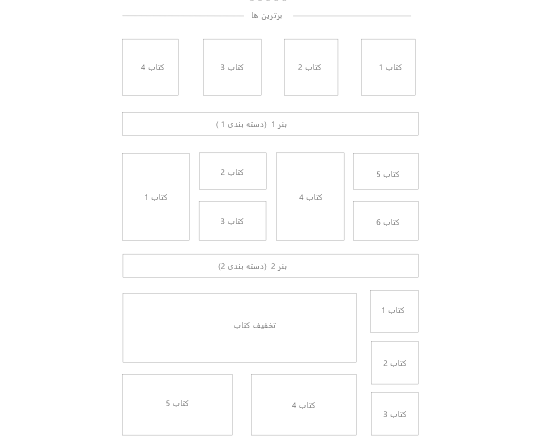 برترین ها
کتاب 1
کتاب 2
کتاب 3
کتاب 4
بنر 1 (دسته بندی 1 )
کتاب 5
کتاب 6
کتاب 4
کتاب 2
کتاب 3
کتاب 1
بنر 2 (دسته بندی 2)
کتاب 1
تخفیف کتاب
کتاب 2
کتاب 3
کتاب 4
کتاب 5